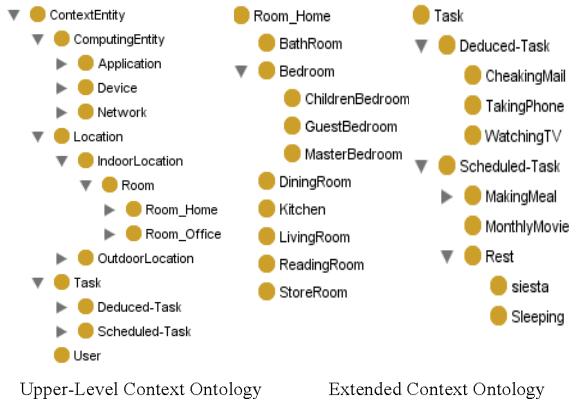 ContextEntity
ComputingEntity
Application
Device
Network
Location
IndoorLocation
Room
Room_Home
Room_Office
OutdoorLocation
Task
Deduced-Task
Scheduled-Task
User
Room_Home
BathRoom
Bedroom
ChildrenBedroom
GuestBedroom
MasterBedroom
DiningRoom
Kitchen
LivingRoom
ReadingRoom
StoreRoom
Task
Deduced-Task
CheakingMail
TakingPhone
WatchingTV
Scheduled-Task
MakingMeal
MonthlyMovie
Rest
siesta
Sleeping
Upper-Level Context Ontology
Extended Context Ontology